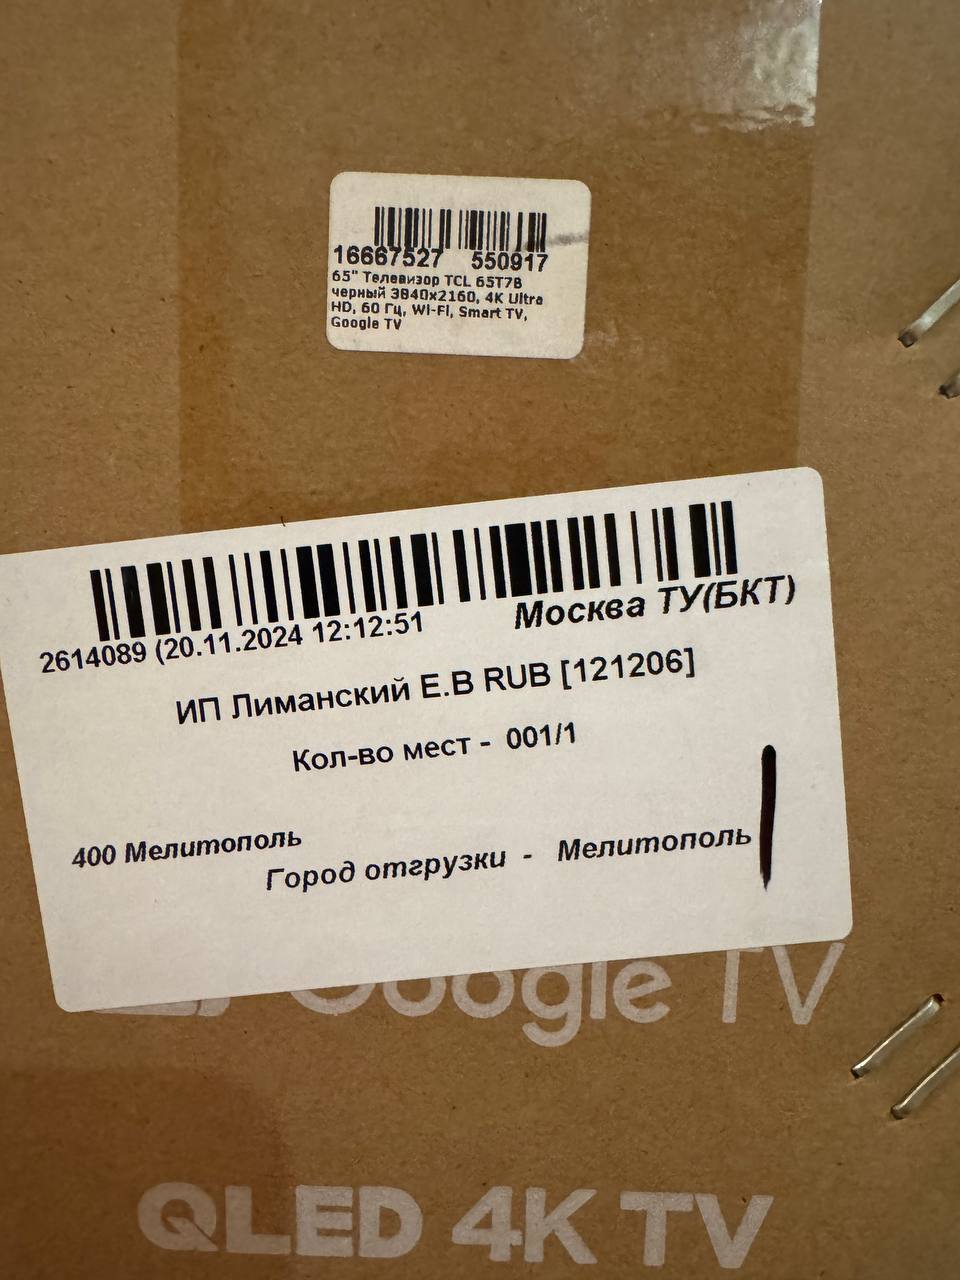 16667527 550917
65" Телевизор TCL 65T7B
черный 3840x2160, 4K Ultra
HD, 60 Гц, Wi-Fi, Smart TV,
Google TV
Москва ТУ(БКТ)
2614089 (20.11.2024 12:12:51
ИП Лиманский Е.В RUB [121206]
Кол-во мест - 001/1
400 Мелитополь
Город отгрузки - Мелитополь
Google TV
QLED 4K TV